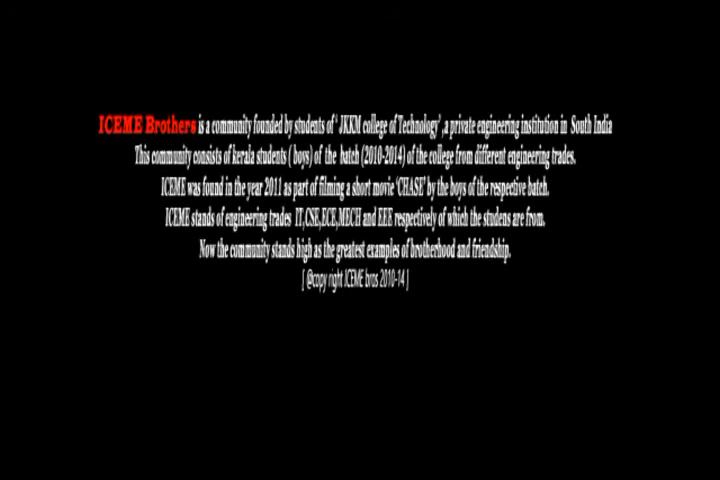 ICEME Brothers is a community founded by students of ' JKKM college of Technology' ,a private engineering institution in South India
This community consists of kerala students ( boys) of the batch (2010-2014) of the college from different engineering trades.
ICEME was found in the year 2011 as part of filming a short movie 'CHASE' by the boys of the respective batch.
ICEME stands of engineering trades IT,CSE,ECE,MECH and EEE respectively of which the studens are from.
Now the community stands high as the greatest examples of brotherhood and friendship.
[ @copy right ICEME bros 2010-14 ]